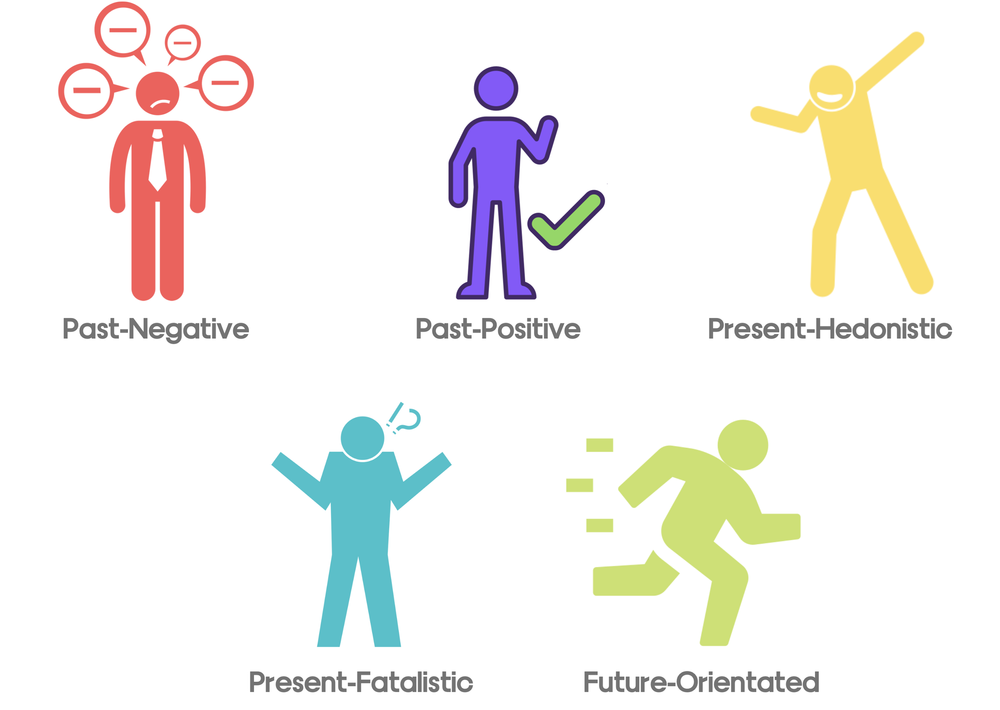 Past-Negative
Past-Positive
Present-Hedonistic
!?
Present-Fatalistic
Future-Orientated